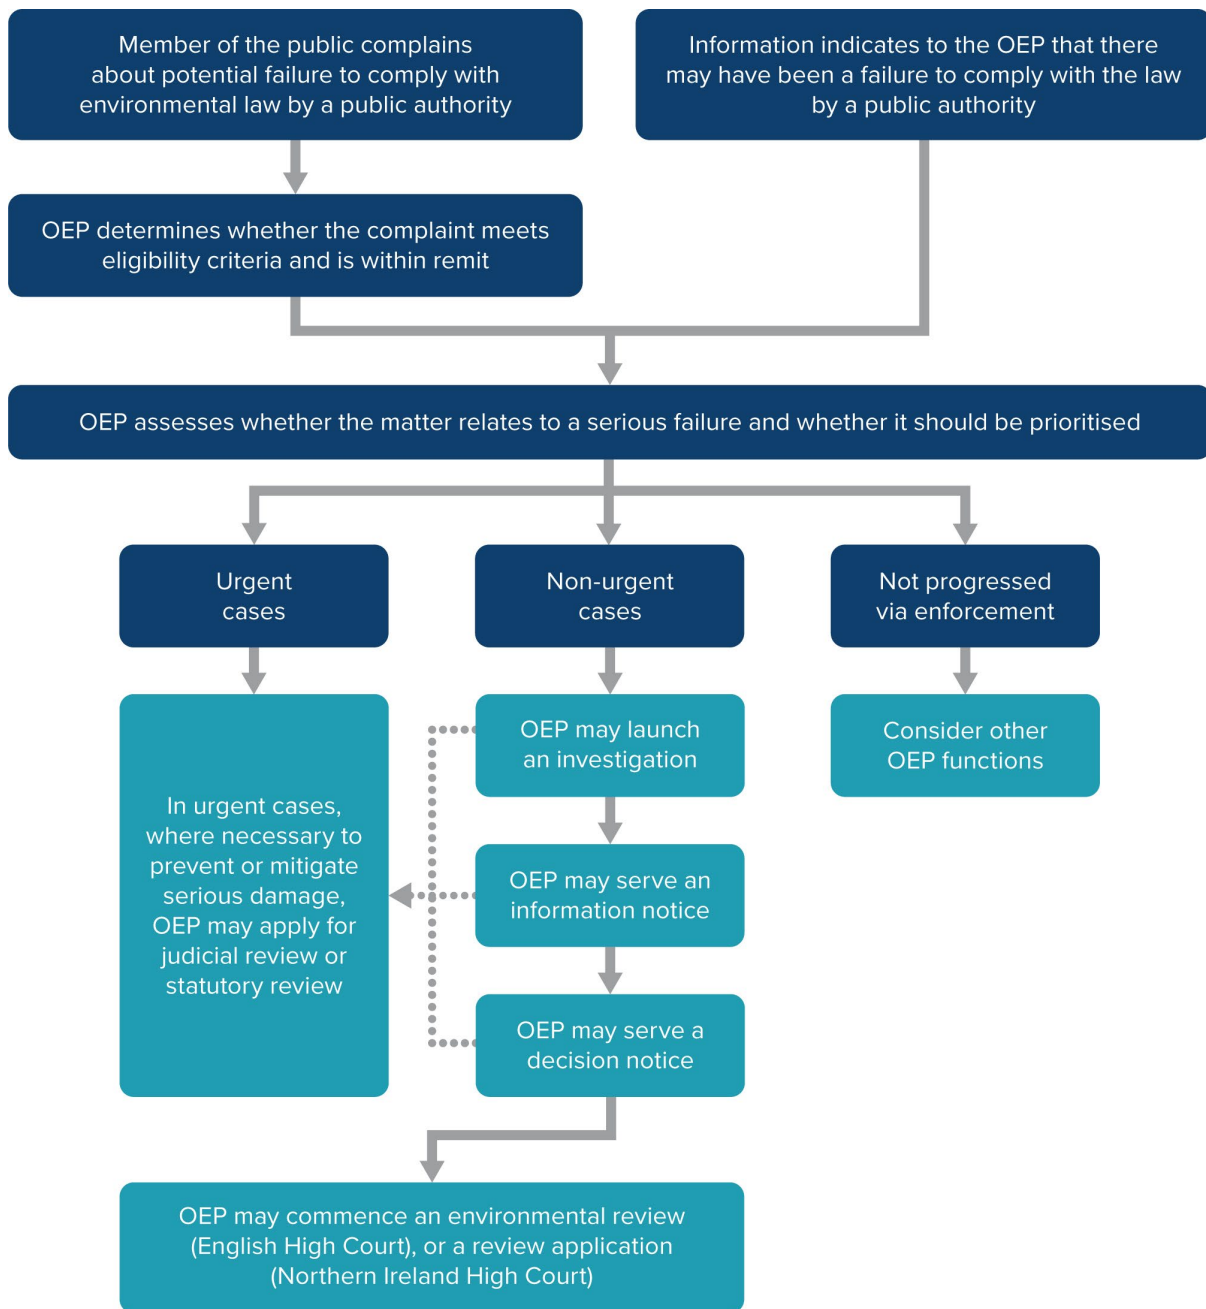 Member of the public complains
about potential failure to comply with
environmental law by a public authority
Information indicates to the OEP that there
may have been a failure to comply with the law
by a public authority
OEP determines whether the complaint meets
eligibility criteria and is within remit
OEP assesses whether the matter relates to a serious failure and whether it should be prioritised
Urgent
cases
Non-urgent
cases
Not progressed
via enforcement
In urgent cases,
where necessary to
prevent or mitigate
serious damage,
OEP may apply for
judicial review or
statutory review
OEP may launch
an investigation
Consider other
OEP functions
OEP may serve an
information notice
OEP may serve a
decision notice
OEP may commence an environmental review
(English High Court), or a review application
(Northern Ireland High Court)